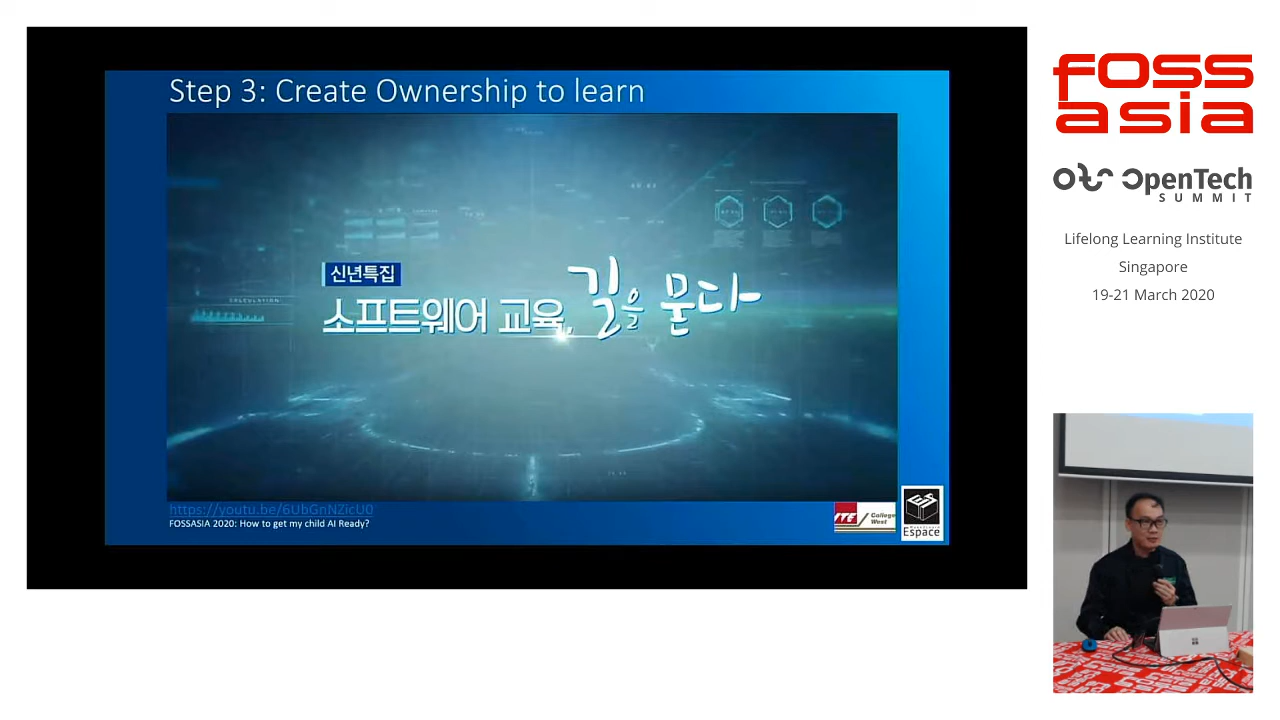 Step 3: Create Ownership to learn
신년특집
소프트웨어 교육, 길을 묻다
CALCULATION
https://youtu.be/6UbGnNZicU0
FOSSASIA 2020: How to get my child AI Ready?
ITE College West
Espace
FOSS
asia
OpenTech
SUMMIT
Lifelong Learning Institute
Singapore
19-21 March 2020